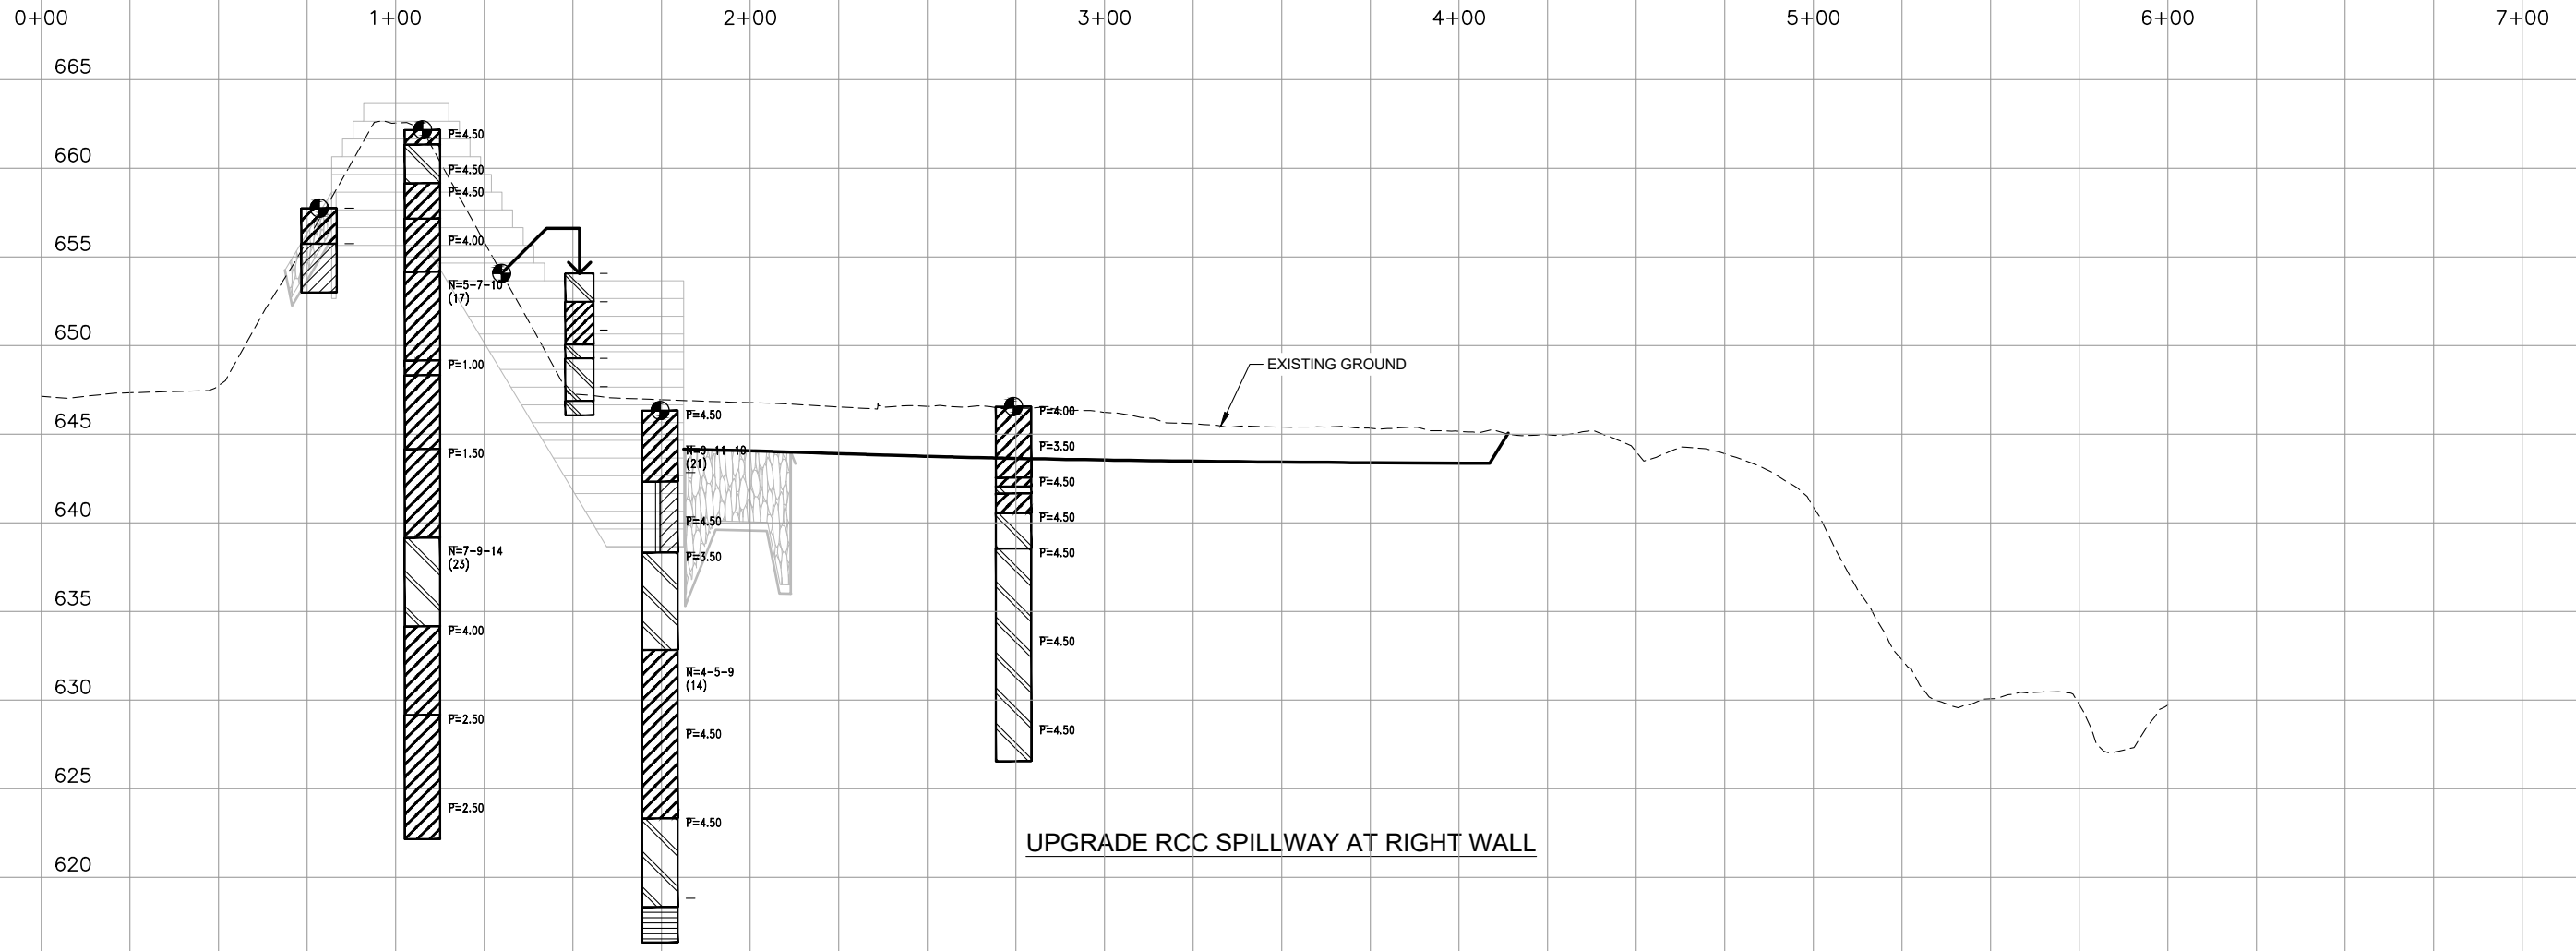 0+00 1+00 2+00 3+00 4+00 5+00 6+00 7+00
665
660
655
650
645
640
635
630
625
620
P=4.50
P=4.50
P=4.50
P=4.00
N=5-7-10
(17)
P=1.00
P=1.50
N=7-9-14
(23)
P=4.00
P=2.50
P=2.50
P=4.50
N=9-11-10
(21)
P=4.50
P=3.50
N=4-5-9
(14)
P=4.50
P=4.50
P=4.00
P=3.50
P=4.50
P=4.50
P=4.50
P=4.50
P=4.50
EXISTING GROUND
UPGRADE RCC SPILLWAY AT RIGHT WALL